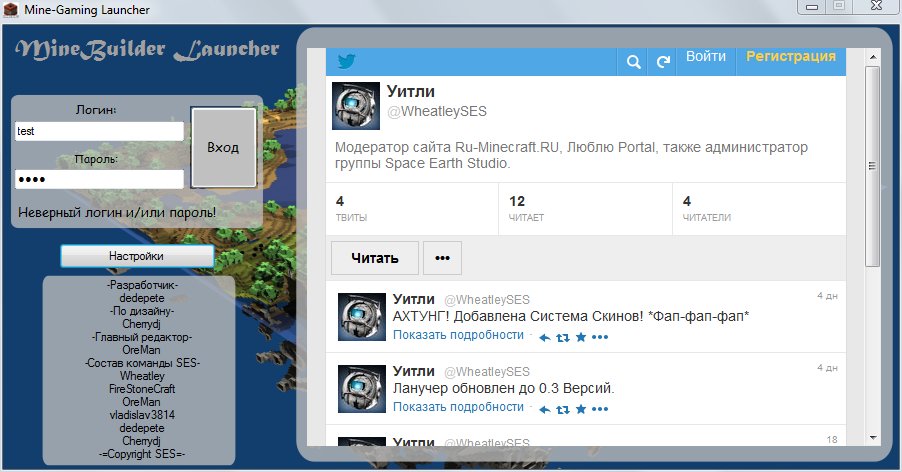 Mine-Gaming Launcher
MineBuilder Launcher
Логин:
test
Пароль:
Вход
Неверный логин и/или пароль!
Настройки
-Разработчик-
dedepete
-По дизайну-
Cherrydj
-Главный редактор-
OreMan
-Состав команды SES-
Wheatley
FireStoneCraft
OreMan
vladislav3814
dedepete
Cherrydj
-=Copyright SES=-
Войти
Регистрация
Уитли
@WheatleySES
Модератор сайта Ru-Minecraft.RU, Люблю Portal, также администратор
группы Space Earth Studio.
4
ТВИТЫ
12
ЧИТАЕТ
4
ЧИТАТЕЛИ
Читать
•••
Уитли @WheatleySES 4 дн
АХТУНГ! Добавлена Система Скинов! *Фап-фап-фап*
Показать подробности ·
Уитли @WheatleySES 4 дн
Ланучер обновлен до 0.3 Версий.
Показать подробности ·
Уитли @WheatleySES 18